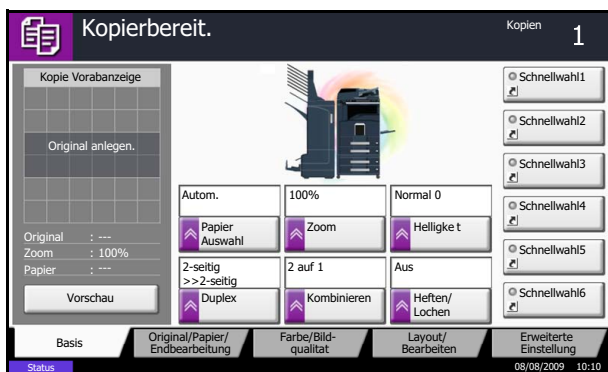 Kopierbereit.
Kopien
1
Kopie Vorabanzeige
Original anlegen.
Original : ---
Zoom : 100%
Papier : ---
Vorschau
Autom.
Papier
Auswahl
100%
Zoom
Normal 0
Helligke t
2-seitig
>>2-seitig
Duplex
2 auf 1
Kombinieren
Aus
Heften/
Lochen
Schnellwahl1
Schnellwahl2
Schnellwahl3
Schnellwahl4
Schnellwahl5
Schnellwahl6
Basis
Original/Papier/
Endbearbeitung
Farbe/Bild-
qualitat
Layout/
Bearbeiten
Erweiterte
Einstellung
Status
08/08/2009 10:10